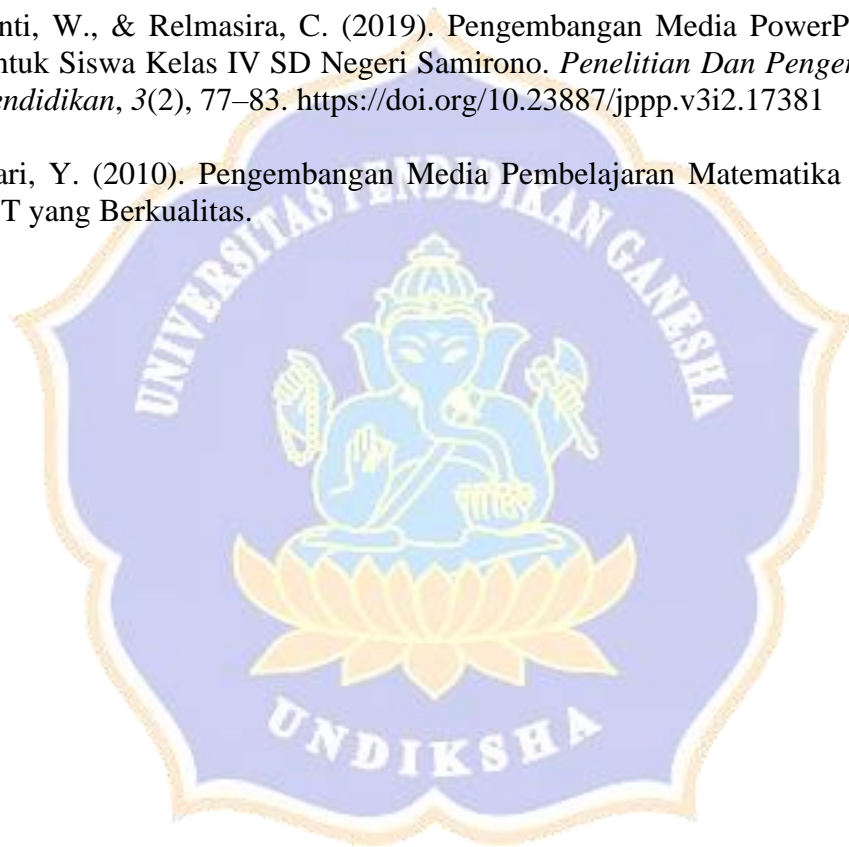 nti, W., & Relmasira, C. (2019). Pengembangan Media PowerP
ntuk Siswa Kelas IV SD Negeri Samirono. Penelitian Dan Penger
endidikan, 3(2), 77–83. https://doi.org/10.23887/jppp.v3i2.17381
ari, Y. (2010). Pengembangan Media Pembelajaran Matematika
T yang Berkualitas.
UNIVERSITAS PENDIDIKAN GANESHA
UNDIKSHA